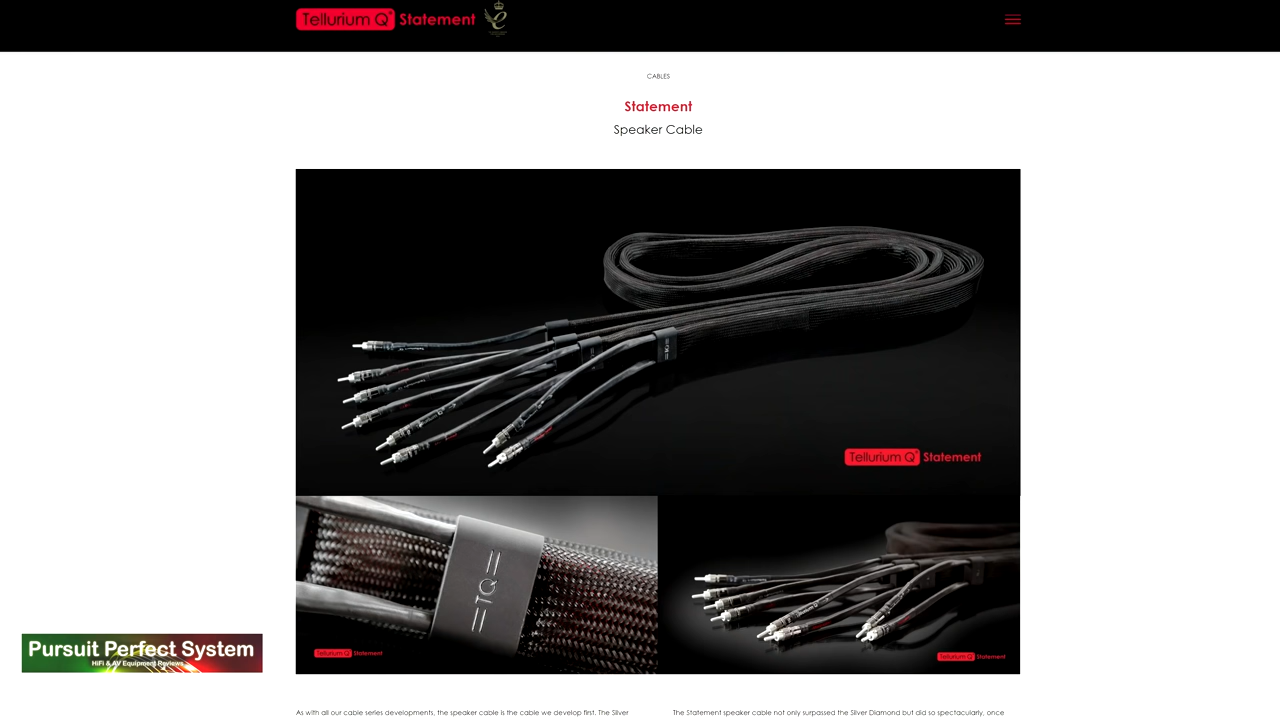 Tellurium Q® Statement
CABLES
Statement
Speaker Cable
Tellurium Q® Statement
=TQ=
Tellurium Q Statement
Tellurium Q
Tellurium Q Statement
Pursuit Perfect System
HiFi & AV Equipment Reviews
As with all our cable series developments, the speaker cable is the cable we develop first. The Silver
The Statement speaker cable not only surpassed the Silver Diamond but did so spectacularly, once